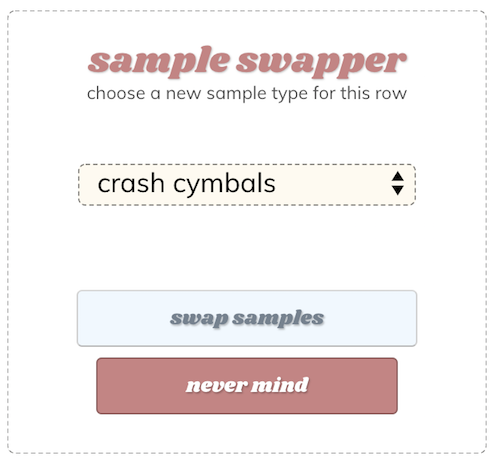 sample swapper
choose a new sample type for this row
crash cymbals
swap samples
never mind